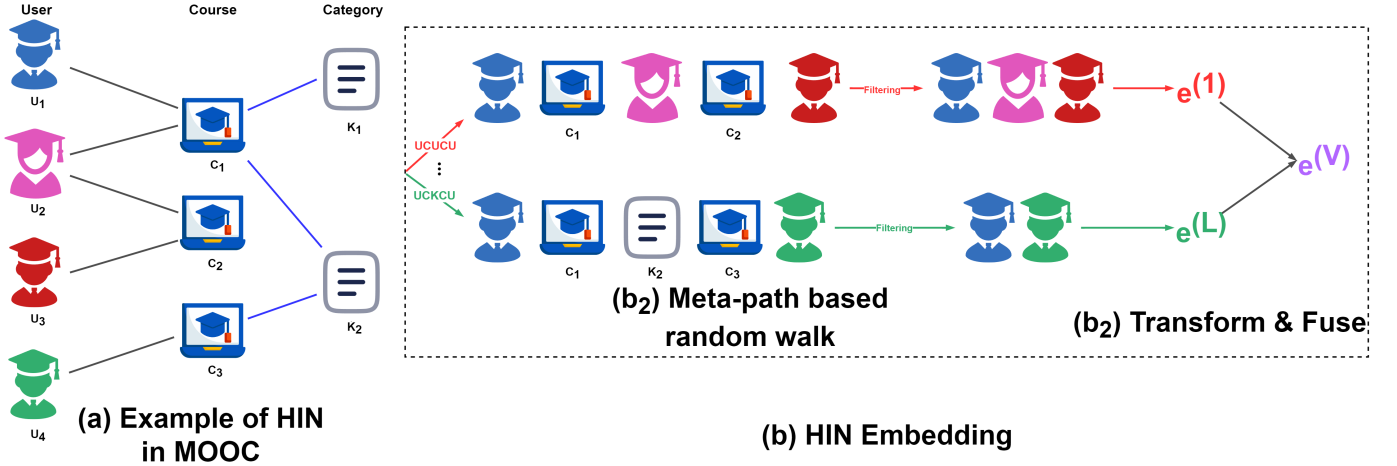 User
Course
Category
U1
U2
U3
U4
C1
C2
C3
K1
K2
(a) Example of HIN
in MOOC
UCUCU
⋮
UCKCU
C1
C2
Filtering
e(1)
e(V)
C1
K2
C3
Filtering
e(L)
(b2) Meta-path based
random walk
(b2) Transform & Fuse
(b) HIN Embedding